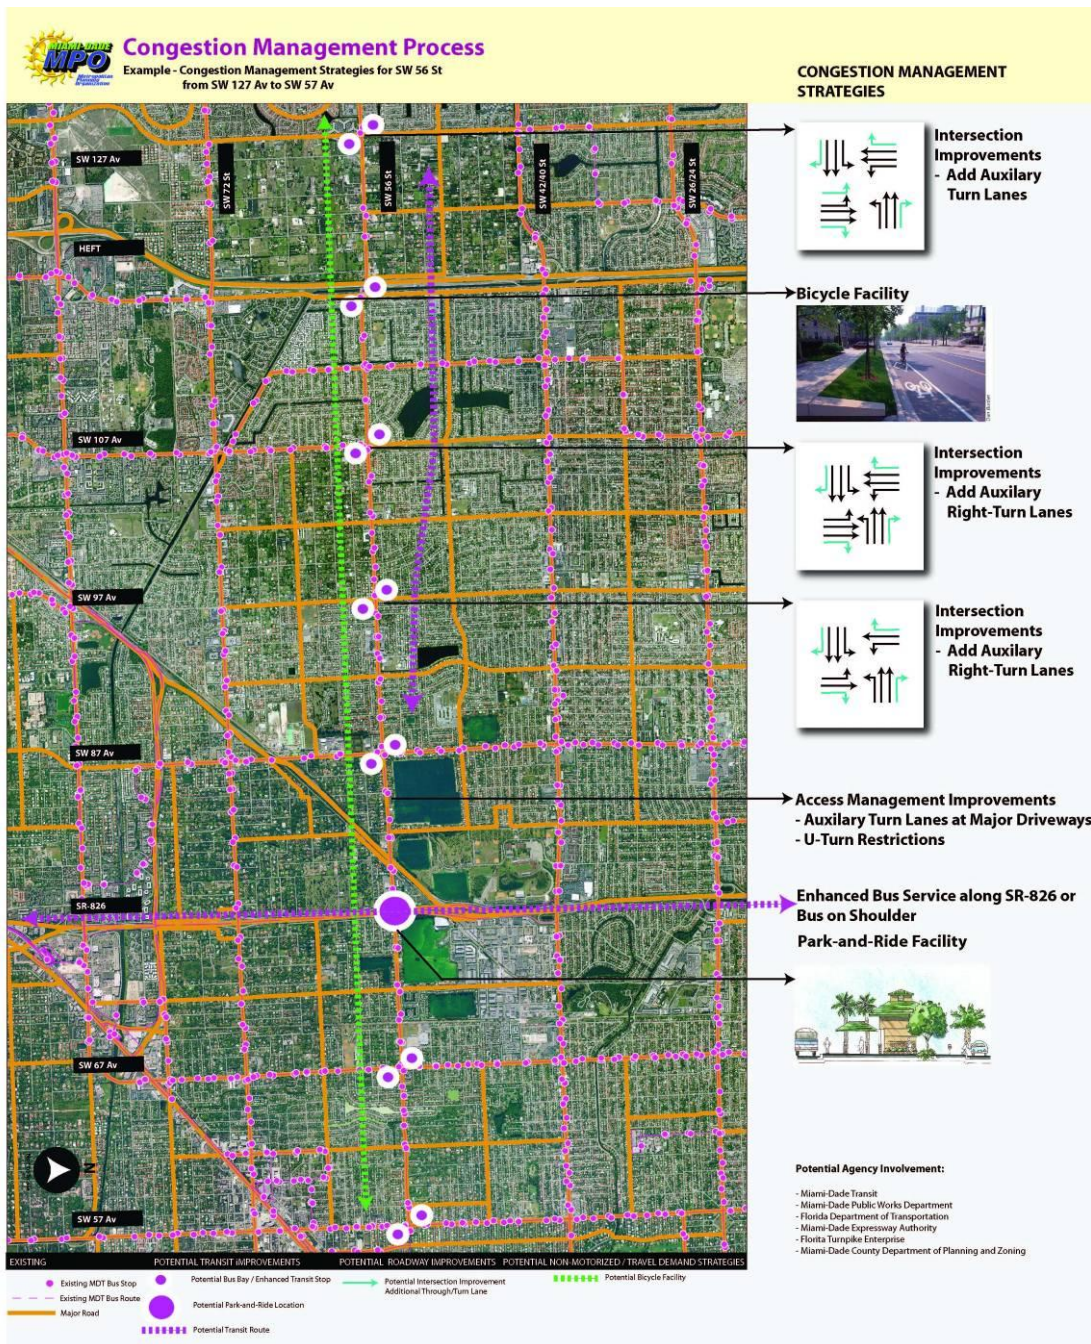 MIAMI-DADE
MPO
Metropolitan
Planning
Organization
Congestion Management Process
Example - Congestion Management Strategies for SW 56 St
from SW 127 Av to SW 57 Av
CONGESTION MANAGEMENT
STRATEGIES
SW 127 Av
SW 72 St
SW 56 St
SW 42/40 St
SW 26/24 St
HEFT
SW 107 Av
SW 97 Av
SW 87 Av
SR-826
SW 67 Av
N
SW 57 Av
Intersection
Improvements
- Add Auxilary
Turn Lanes
Bicycle Facility
Dan Burden
Intersection
Improvements
- Add Auxilary
Right-Turn Lanes
Intersection
Improvements
- Add Auxilary
Right-Turn Lanes
Access Management Improvements
- Auxilary Turn Lanes at Major Driveways
- U-Turn Restrictions
Enhanced Bus Service along SR-826 or
Bus on Shoulder
Park-and-Ride Facility
Potential Agency Involvement:
- Miami-Dade Transit
- Miami-Dade Public Works Department
- Florida Department of Transportation
- Miami-Dade Expressway Authority
- Florita Turnpike Enterprise
- Miami-Dade County Department of Planning and Zoning
EXISTING
POTENTIAL TRANSIT IMPROVEMENTS
POTENTIAL ROADWAY IMPROVEMENTS
POTENTIAL NON-MOTORIZED / TRAVEL DEMAND STRATEGIES
Existing MDT Bus Stop
Existing MDT Bus Route
Major Road
Potential Bus Bay / Enhanced Transit Stop
Potential Park-and-Ride Location
Potential Transit Route
Potential Intersection Improvement
Additional Through/Turn Lane
Potential Bicycle Facility